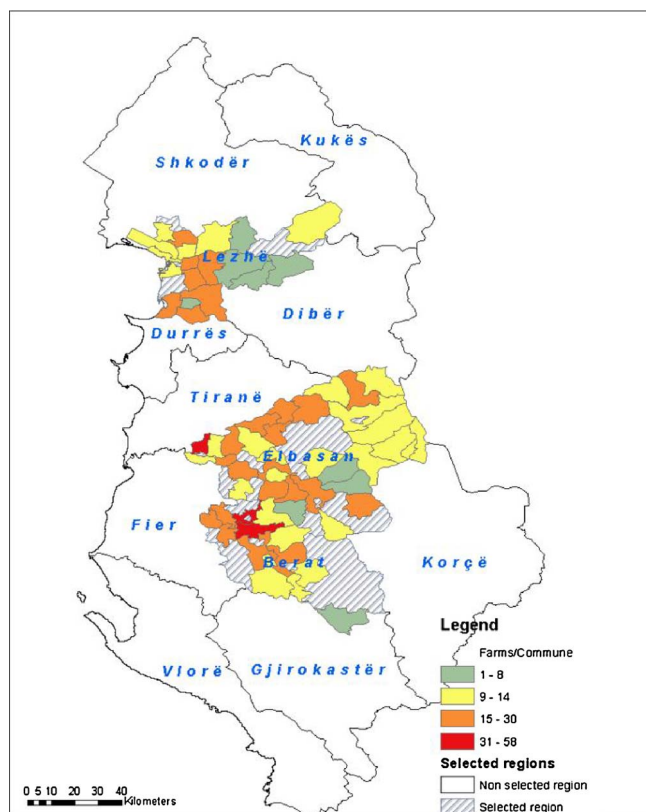 Kukës
Shkodër
Lezhë
Dibër
Durrës
Tiranë
Elbasan
Fier
Berat
Korçë
Vlorë
Gjirokastër
Legend
Farms/Commune
1 - 8
9 - 14
15 - 30
31 - 58
Selected regions
Non selected region
Selected region
0 5 10 20 30 40
Kilometers